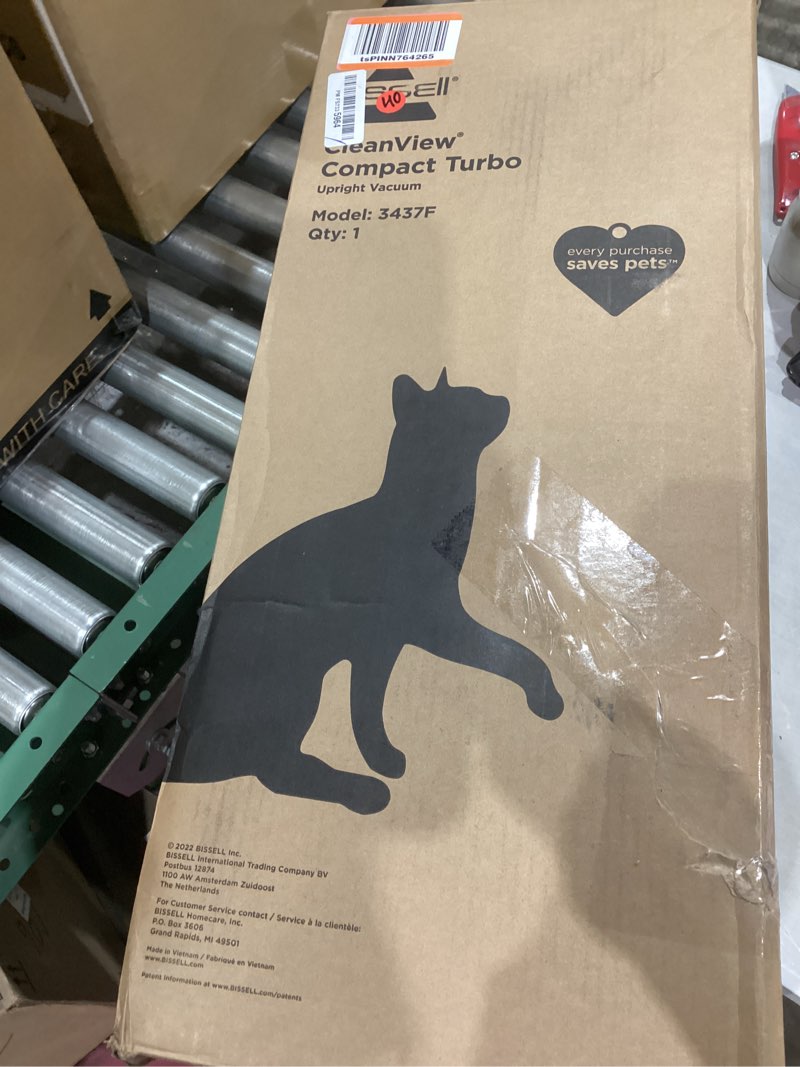 tsPINN764265
BISSELL®
5964
CleanView®
Compact Turbo
Upright Vacuum
Model: 3437F
Qty: 1
every purchase
saves pets™
WITH CARE
© 2022 BISSELL Inc.
BISSELL International Trading Company BV
Postbus 12874
1100 AW Amsterdam Zuidoost
The Netherlands
For Customer Service contact / Service à la clientèle:
BISSELL Homecare, Inc.
P.O. Box 3606
Grand Rapids, MI 49501
Made in Vietnam / Fabriqué en Vietnam
www.BISSELL.com
Patent information at www.BISSELL.com/patents